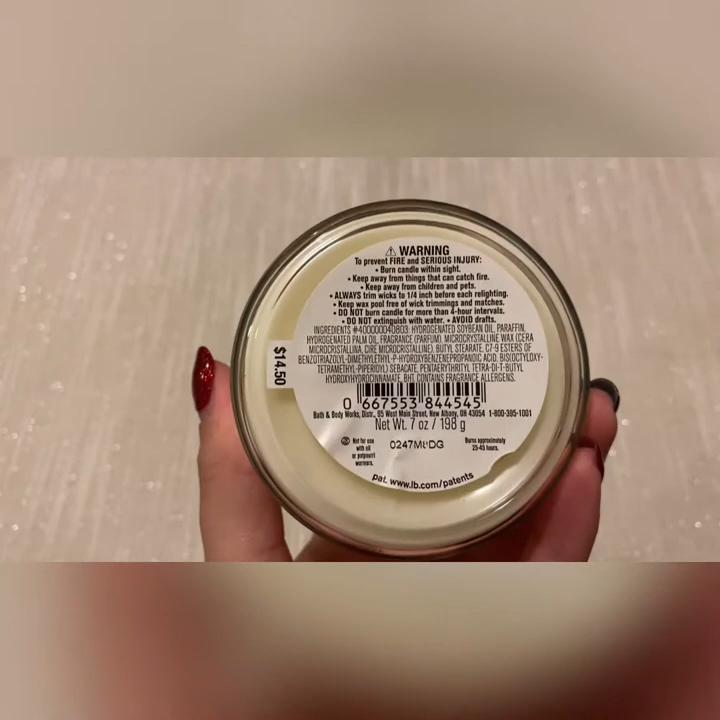 ⚠ WARNING
To prevent FIRE and SERIOUS INJURY:
• Burn candle within sight.
• Keep away from things that can catch fire.
• Keep away from children and pets.
• ALWAYS trim wicks to 1/4 inch before each relighting.
• Keep wax pool free of wick trimmings and matches.
• DO NOT burn candle for more than 4-hour intervals.
• DO NOT extinguish with water. • AVOID drafts.
INGREDIENTS #400000040803: HYDROGENATED SOYBEAN OIL, PARAFFIN,
HYDROGENATED PALM OIL, FRAGRANCE (PARFUM), MICROCRYSTALLINE WAX (CERA
MICROCRISTALLINA, CIRE MICROCRISTALLINE), BUTYL STEARATE, C7-9 ESTERS OF
BENZOTRIAZOLYL-DIMETHYLETHYL-P-HYDROXYBENZENEPROPANOIC ACID, BIS(OCTYLOXY-
TETRAMETHYL-PIPERIDYL) SEBACATE, PENTAERYTHRITYL TETRA-DI-T-BUTYL
HYDROXYHYDROCINNAMATE, BHT. CONTAINS FRAGRANCE ALLERGENS.
$14.50
0 667553 844545
Bath & Body Works, Distr., 95 West Main Street, New Albany, OH 43054 1-800-395-1001
Net Wt. 7 oz / 198 g
Not for use
with oil
or potpourri
warmers.
Burns approximately
25-45 hours.
pat. www.lb.com/patents